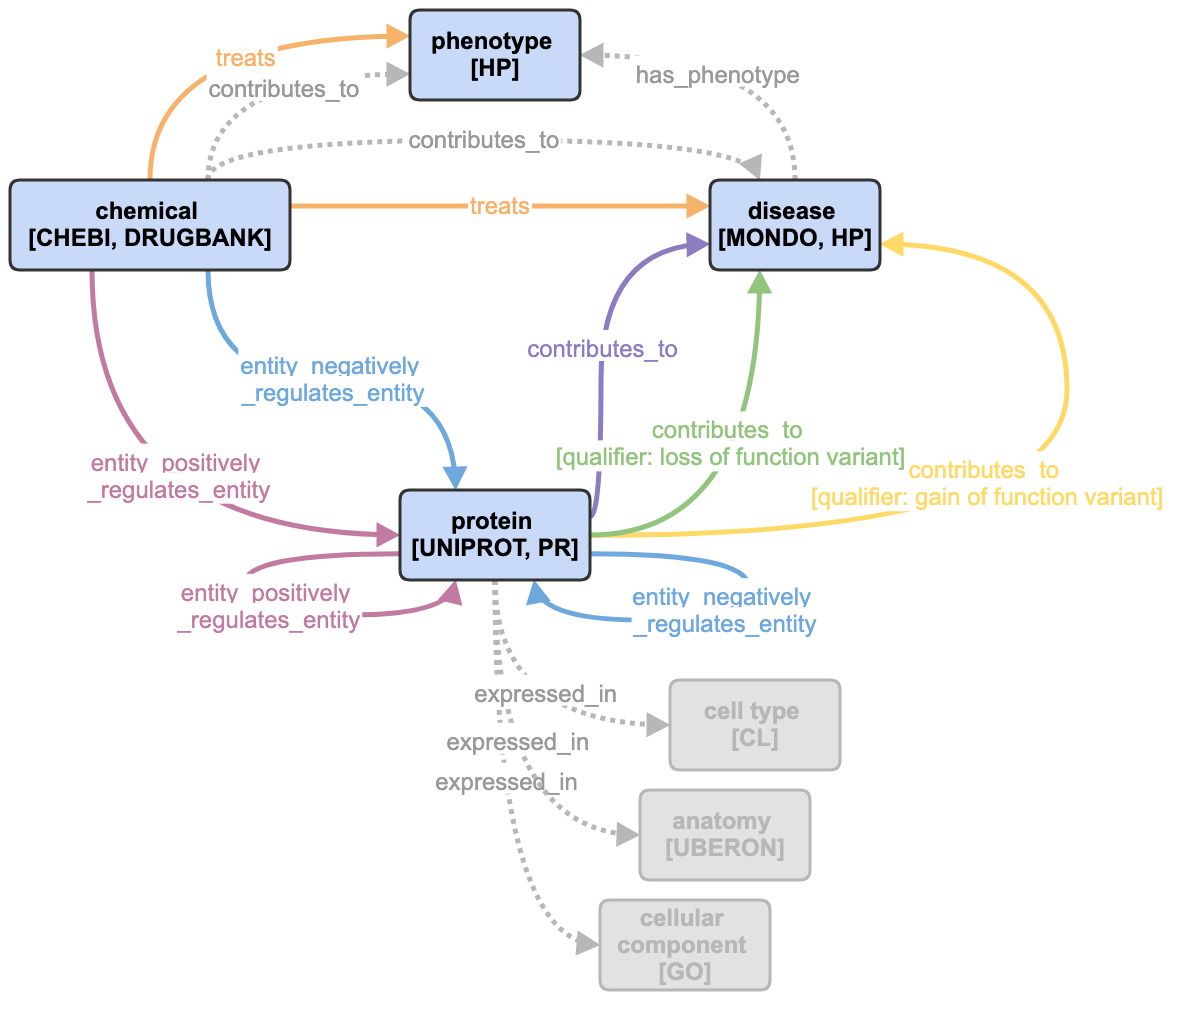 phenotype
[HP]
treats
contributes_to
has_phenotype
contributes_to
chemical
[CHEBI, DRUGBANK]
treats
disease
[MONDO, HP]
contributes_to
entity_negatively
_regulates_entity
contributes_to
[qualifier: loss of function variant]
entity_positively
_regulates_entity
contributes_to
[qualifier: gain of function variant]
protein
[UNIPROT, PR]
entity_positively
_regulates_entity
entity_negatively
_regulates_entity
expressed_in
cell type
[CL]
expressed_in
expressed_in
anatomy
[UBERON]
cellular
component
[GO]